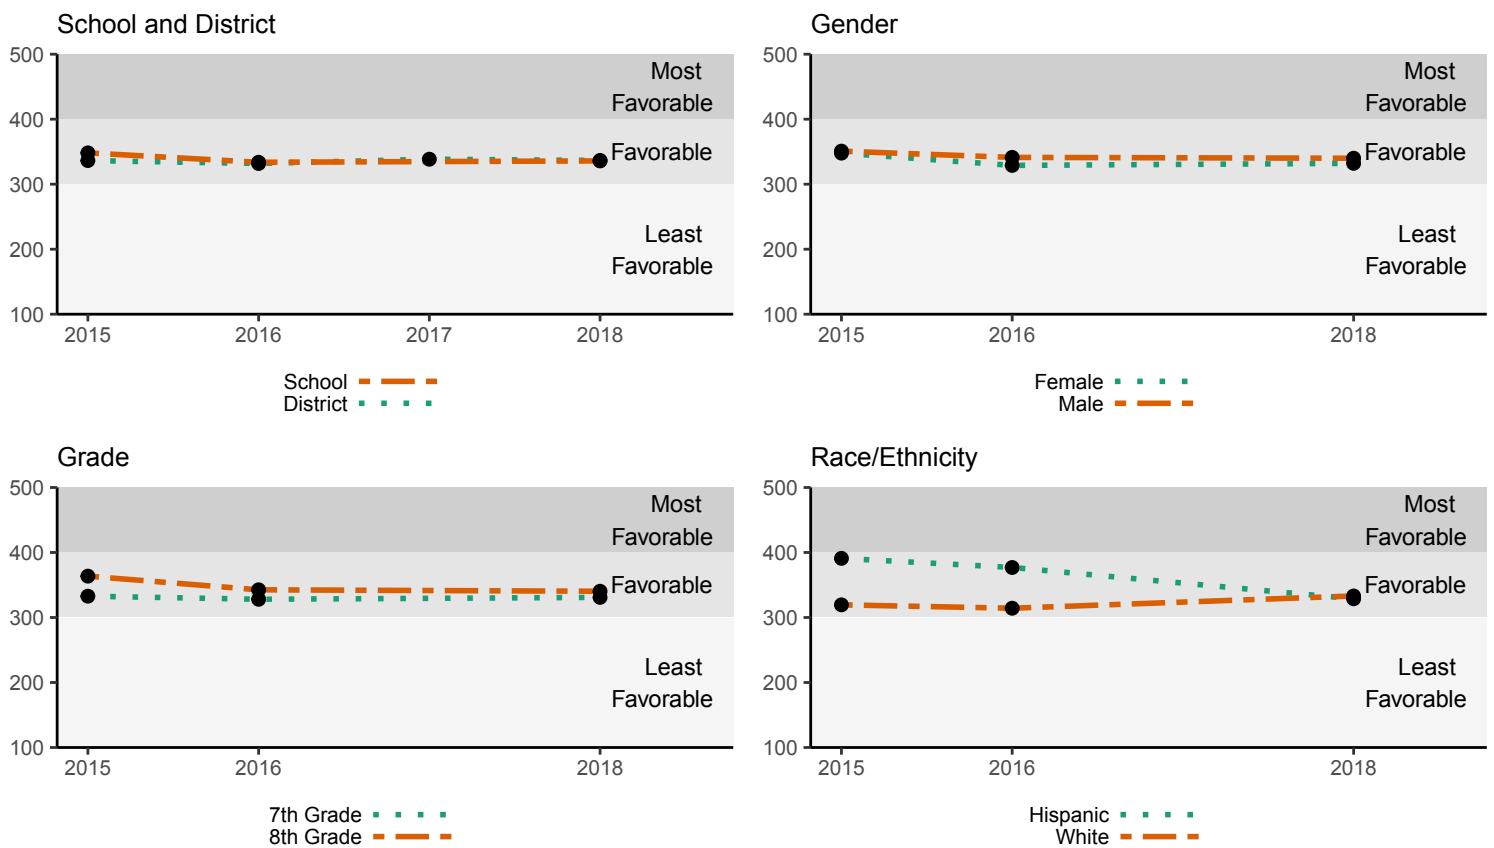 School and District
500
400
300
200
100
Most
Favorable
Favorable
Least
Favorable
2015 2016 2017 2018
School
District
Gender
500
400
300
200
100
Most
Favorable
Favorable
Least
Favorable
2015 2016 2018
Female
Male
Grade
500
400
300
200
100
Most
Favorable
Favorable
Least
Favorable
2015 2016 2018
7th Grade
8th Grade
Race/Ethnicity
500
400
300
200
100
Most
Favorable
Favorable
Least
Favorable
2015 2016 2018
Hispanic
White